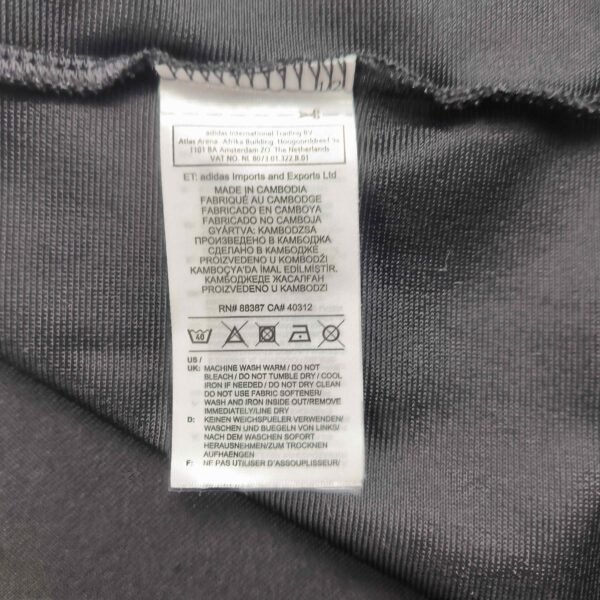 adidas International Trading BV
Atlas Arena. Afrika Building. Hoogoorddreef 9a
1101 BA Amsterdam ZO. The Netherlands
VAT NO. NL 8073.01.322.B.01
ET: adidas Imports and Exports Ltd
MADE IN CAMBODIA
FABRIQUÉ AU CAMBODGE
FABRICADO EN CAMBOYA
FABRICADO NO CAMBOJA
GYÁRTVA: KAMBODZSA
ПРОИЗВЕДЕНО В КАМБОДЖА
СДЕЛАНО В КАМБОДЖЕ
PROIZVEDENO U KOMBODŽI
KAMBOÇYA'DA İMAL EDİLMİŞTİR.
КАМБОДЖЕДЕ ЖАСАЛҒАН
PROIZVEDENO V KAMBODŽI
RN# 88387 CA# 40312
40
US /
UK: MACHINE WASH WARM / DO NOT
BLEACH / DO NOT TUMBLE DRY / COOL
IRON IF NEEDED / DO NOT DRY CLEAN
DO NOT USE FABRIC SOFTENER/
WASH AND IRON INSIDE OUT/REMOVE
IMMEDIATELY/LINE DRY
D: KEINEN WEICHSPUELER VERWENDEN/
WASCHEN UND BUEGELN VON LINKS/
NACH DEM WASCHEN SOFORT
HERAUSNEHMEN/ZUM TROCKNEN
AUFHAENGEN
F: NE PAS UTILISER D'ASSOUPLISSEUR/